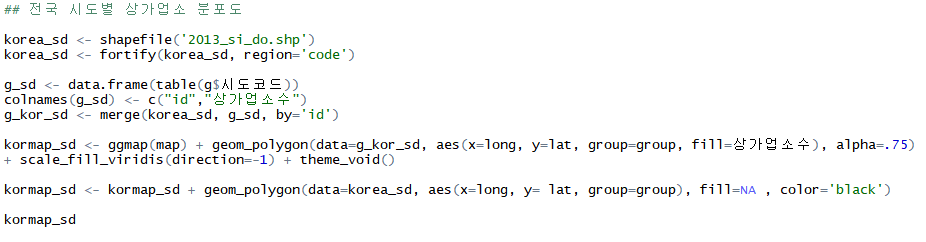 ## 전국 시도별 상가업소 분포도
korea_sd <- shapefile('2013_si_do.shp')
korea_sd <- fortify(korea_sd, region='code')
g_sd <- data.frame(table(g$시도코드))
colnames(g_sd) <- c("id","상가업소수")
g_kor_sd <- merge(korea_sd, g_sd, by='id')
kormap_sd <- ggmap(map) + geom_polygon(data=g_kor_sd, aes(x=long, y=lat, group=group, fill=상가업소수), alpha=.75)
+ scale_fill_viridis(direction=-1) + theme_void()
kormap_sd <- kormap_sd + geom_polygon(data=korea_sd, aes(x=long, y= lat, group=group), fill=NA , color='black')
kormap_sd